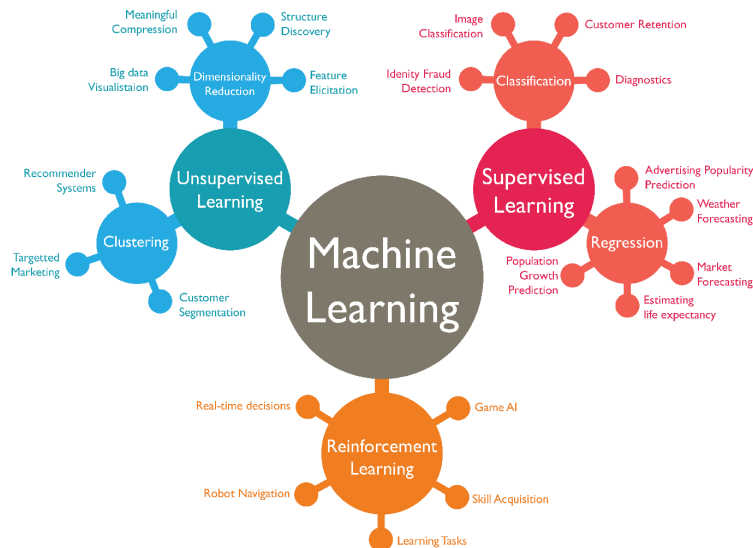 Meaningful
Compression
Structure
Discovery
Big data
Visualistaion
Dimensionality
Reduction
Feature
Elicitation
Unsupervised
Learning
Recommender
Systems
Clustering
Targetted
Marketing
Customer
Segmentation
Machine
Learning
Image
Classification
Customer Retention
Idenity Fraud
Detection
Classification
Diagnostics
Supervised
Learning
Advertising Popularity
Prediction
Weather
Forecasting
Regression
Population
Growth
Prediction
Market
Forecasting
Estimating
life expectancy
Real-time decisions
Game AI
Reinforcement
Learning
Robot Navigation
Skill Acquisition
Learning Tasks